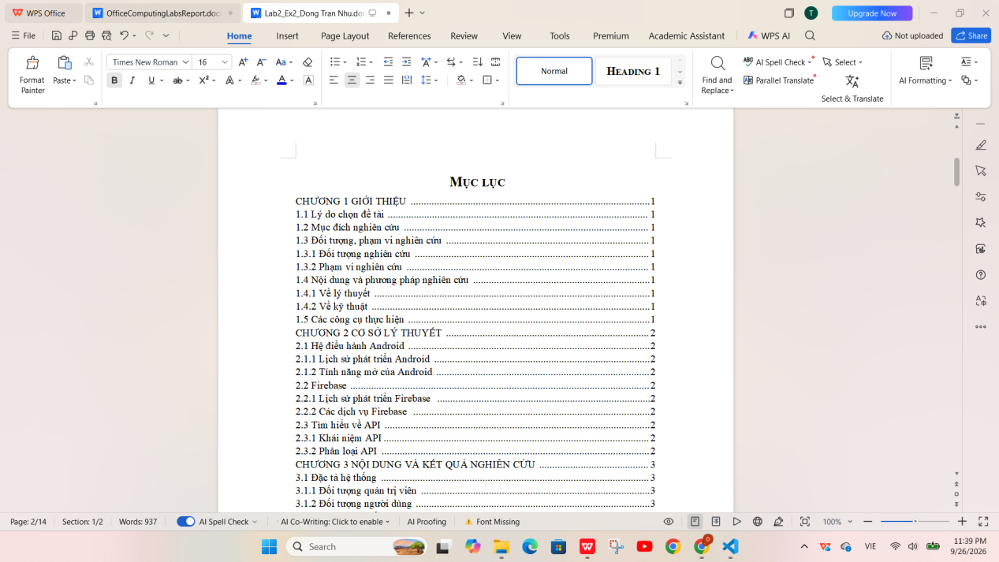 WPS Office
OfficeComputingLabsReport.docx
Lab2_Ex2_Dong Tran Nhu.doc
Upgrade Now
File
Home
Insert
Page Layout
References
Review
View
Tools
Premium
Academic Assistant
WPS AI
Not uploaded
Share
Format Painter
Paste
Times New Roman
16
Normal
Heading 1
Find and Replace
AI Spell Check
Parallel Translate
Select
Select & Translate
AI Formatting
Mục lục
CHƯƠNG 1 GIỚI THIỆU ........ 1
1.1 Lý do chọn đề tài ........ 1
1.2 Mục đích nghiên cứu ........ 1
1.3 Đối tượng, phạm vi nghiên cứu ........ 1
1.3.1 Đối tượng nghiên cứu ........ 1
1.3.2 Phạm vi nghiên cứu ........ 1
1.4 Nội dung và phương pháp nghiên cứu ........ 1
1.4.1 Về lý thuyết ........ 1
1.4.2 Về kỹ thuật ........ 1
1.5 Các công cụ thực hiện ........ 1
CHƯƠNG 2 CƠ SỞ LÝ THUYẾT ........ 2
2.1 Hệ điều hành Android ........ 2
2.1.1 Lịch sử phát triển Android ........ 2
2.1.2 Tính năng mở của Android ........ 2
2.2 Firebase ........ 2
2.2.1 Lịch sử phát triển Firebase ........ 2
2.2.2 Các dịch vụ Firebase ........ 2
2.3 Tìm hiểu về API ........ 2
2.3.1 Khái niệm API ........ 2
2.3.2 Phân loại API ........ 2
CHƯƠNG 3 NỘI DUNG VÀ KẾT QUẢ NGHIÊN CỨU ........ 3
3.1 Đặc tả hệ thống ........ 3
3.1.1 Đối tượng quản trị viên ........ 3
3.1.2 Đối tượng người dùng ........ 3
Page: 2/14
Section: 1/2
Words: 937
AI Spell Check
AI Co-Writing: Click to enable
AI Proofing
Font Missing
100%
Search
VIE
11:39 PM
9/26/2026